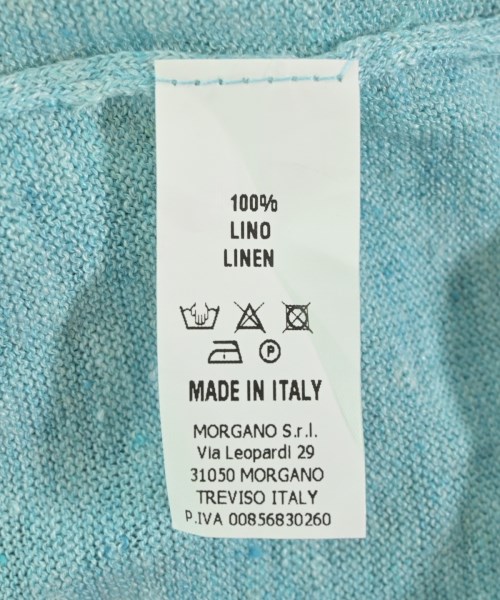 100%
LINO
LINEN
P
MADE IN ITALY
MORGANO S.r.l.
Via Leopardi 29
31050 MORGANO
TREVISO ITALY
P.IVA 00856830260